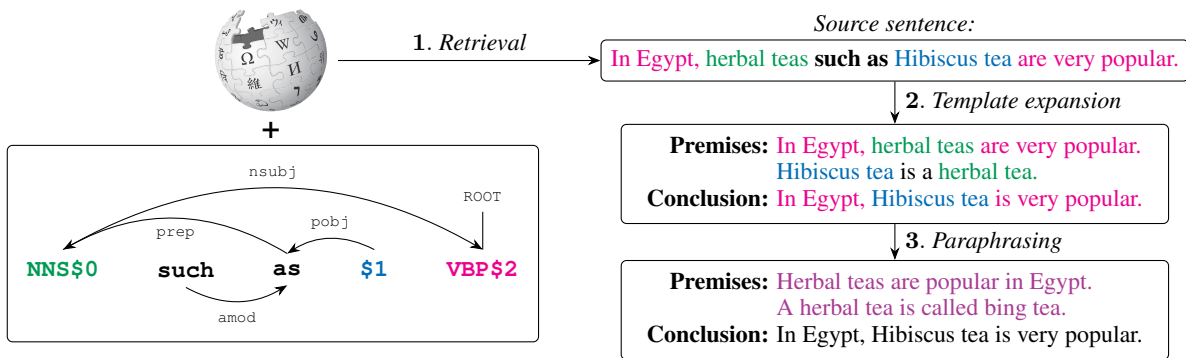 1. Retrieval
Source sentence:
In Egypt, herbal teas such as Hibiscus tea are very popular.
Ω W И 維
+
2. Template expansion
nsubj
ROOT
prep
pobj
NNS$0 such as $1 VBP$2
amod
Premises: In Egypt, herbal teas are very popular.
Hibiscus tea is a herbal tea.
Conclusion: In Egypt, Hibiscus tea is very popular.
3. Paraphrasing
Premises: Herbal teas are popular in Egypt.
A herbal tea is called bing tea.
Conclusion: In Egypt, Hibiscus tea is very popular.